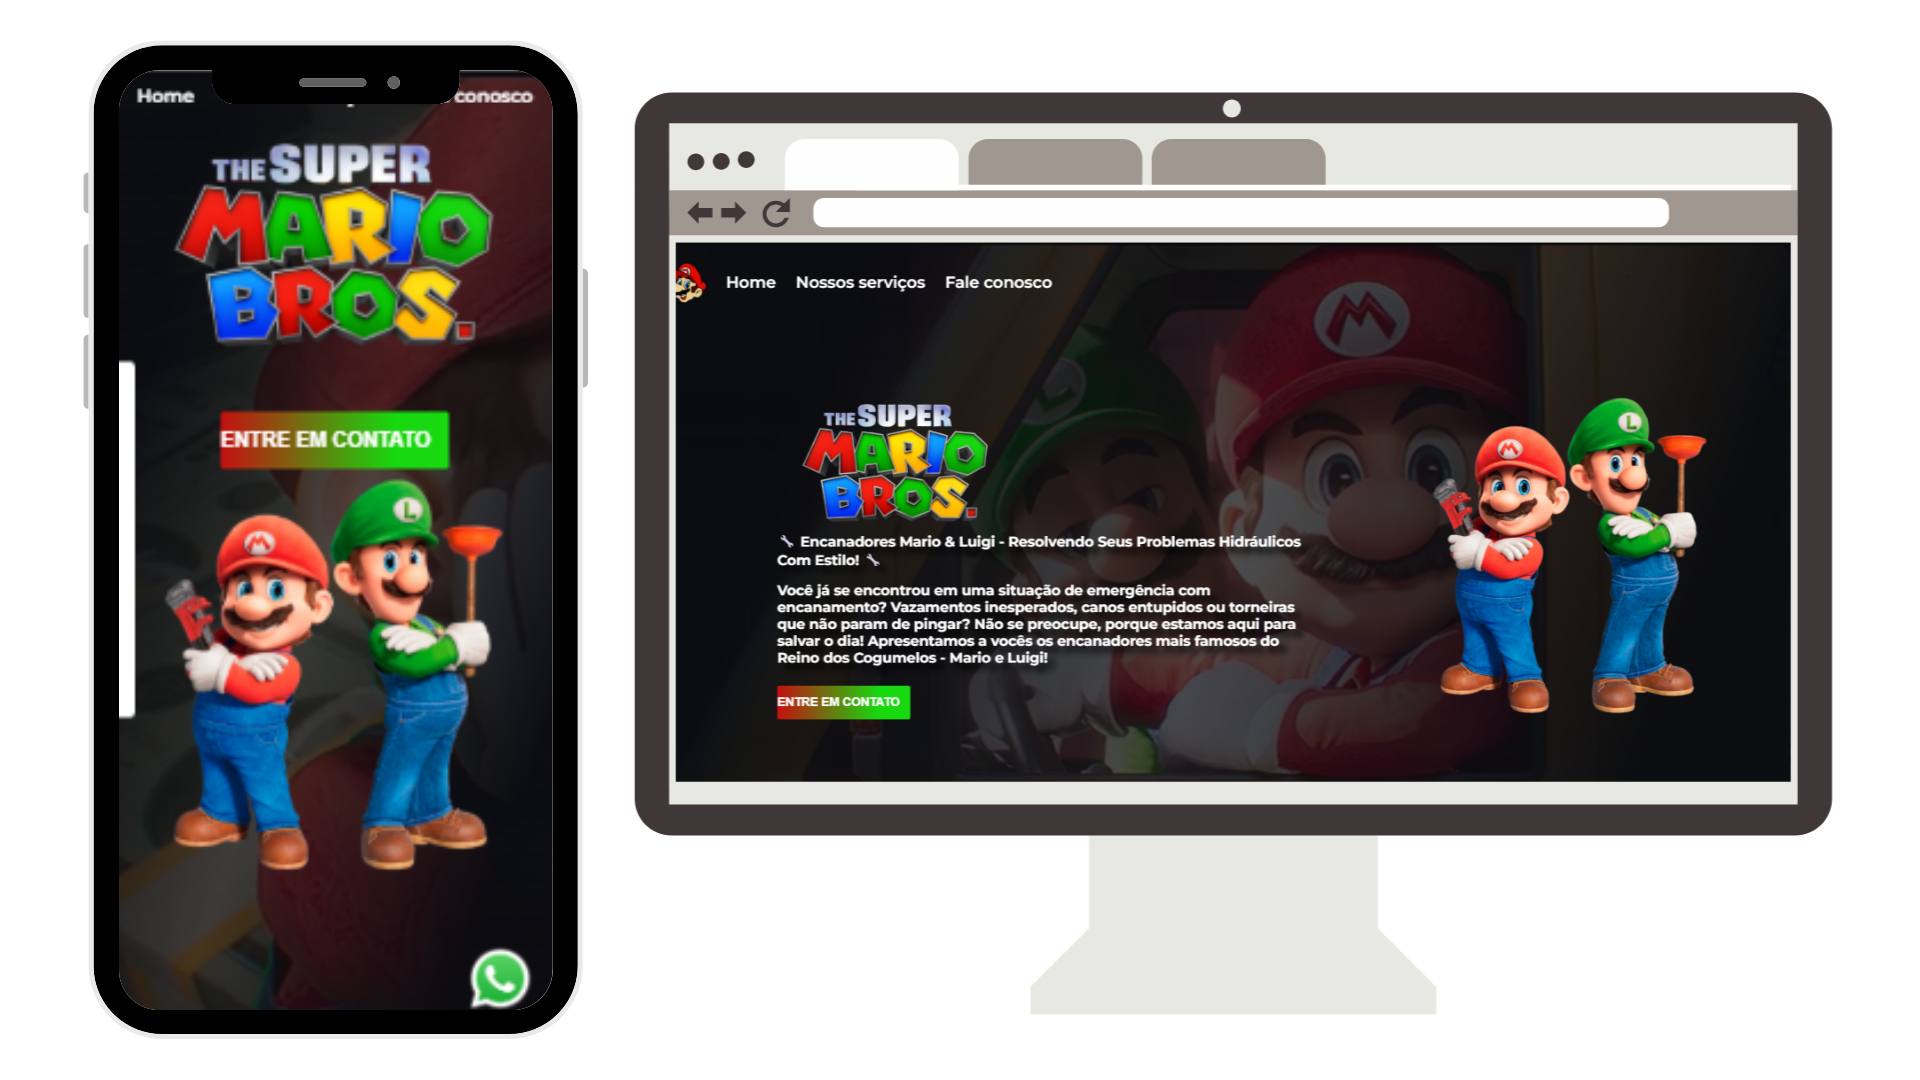 Home
conosco
THE SUPER
MARIO
BROS.
ENTRE EM CONTATO
M
L
Home Nossos serviços Fale conosco
M
L
THE SUPER
MARIO
BROS.
🔧 Encanadores Mario & Luigi - Resolvendo Seus Problemas Hidráulicos
Com Estilo! 🔧
Você já se encontrou em uma situação de emergência com
encanamento? Vazamentos inesperados, canos entupidos ou torneiras
que não param de pingar? Não se preocupe, porque estamos aqui para
salvar o dia! Apresentamos a vocês os encanadores mais famosos do
Reino dos Cogumelos - Mario e Luigi!
ENTRE EM CONTATO
M
L